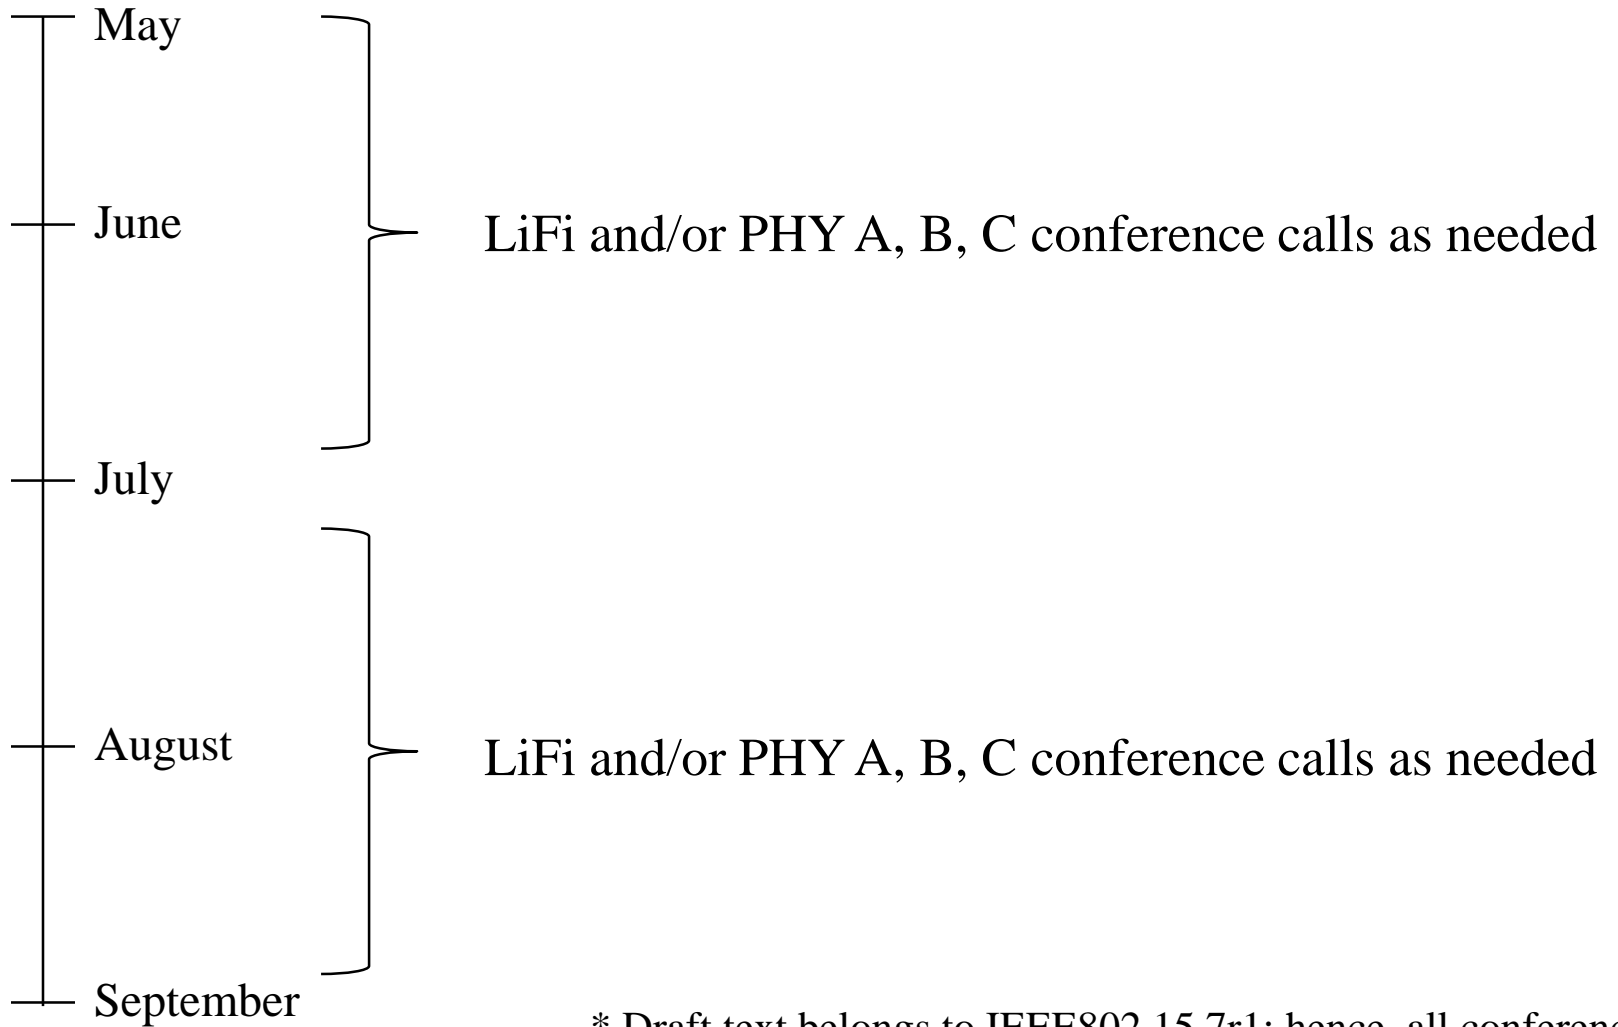 May
June
LiFi and/or PHY A, B, C conference calls as needed
July
August
LiFi and/or PHY A, B, C conference calls as needed
September
* Draft text belongs to IEEE802.15.7r1; hence, all